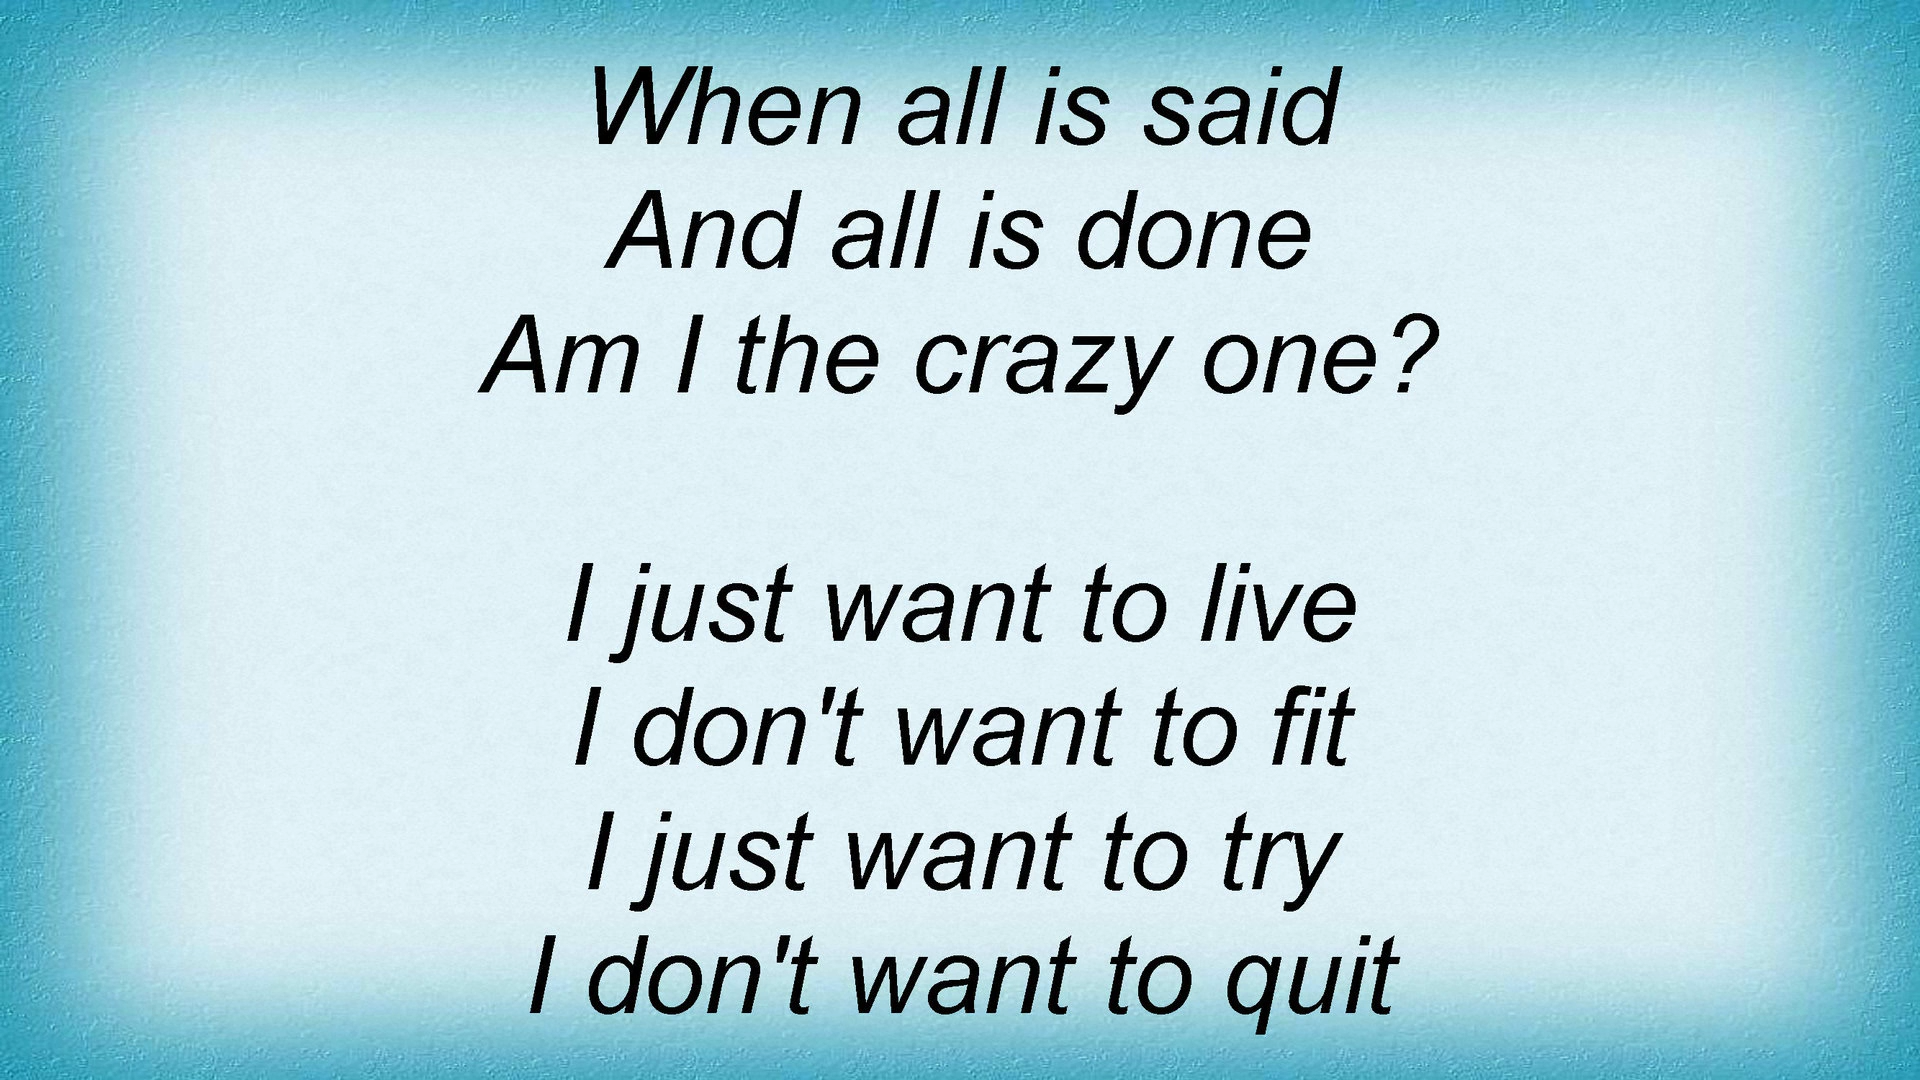 When all is said
And all is done
Am I the crazy one?
I just want to live
I don't want to fit
I just want to try
I don't want to quit